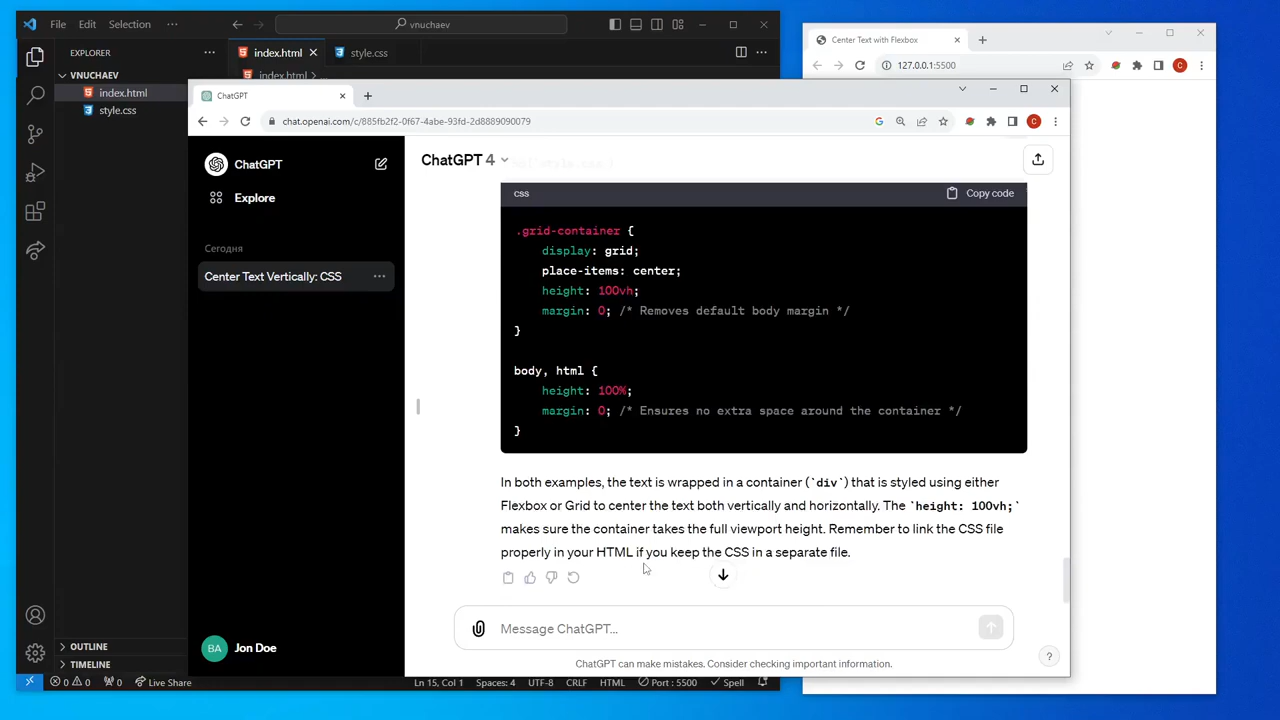 File Edit Selection ···
vnuchaev
EXPLORER ···
index.html
style.css
···
VNUCHAEV
index.html
index.html
style.css
...
OUTLINE
TIMELINE
0 0 0 Live Share
Ln 15, Col 1 Spaces: 4 UTF-8 CRLF HTML Port : 5500 Spell
Center Text with Flexbox
127.0.0.1:5500
C
ChatGPT
chat.openai.com/c/885fb2f2-0f67-4abe-93fd-2d8889090079
C
ChatGPT
Explore
Сегодня
Center Text Vertically: CSS ···
BA Jon Doe
ChatGPT 4
css Copy code
.grid-container {
display: grid;
place-items: center;
height: 100vh;
margin: 0; /* Removes default body margin */
}
body, html {
height: 100%;
margin: 0; /* Ensures no extra space around the container */
}
In both examples, the text is wrapped in a container (`div`) that is styled using either
Flexbox or Grid to center the text both vertically and horizontally. The `height: 100vh;`
makes sure the container takes the full viewport height. Remember to link the CSS file
properly in your HTML if you keep the CSS in a separate file.
Message ChatGPT...
ChatGPT can make mistakes. Consider checking important information.
?